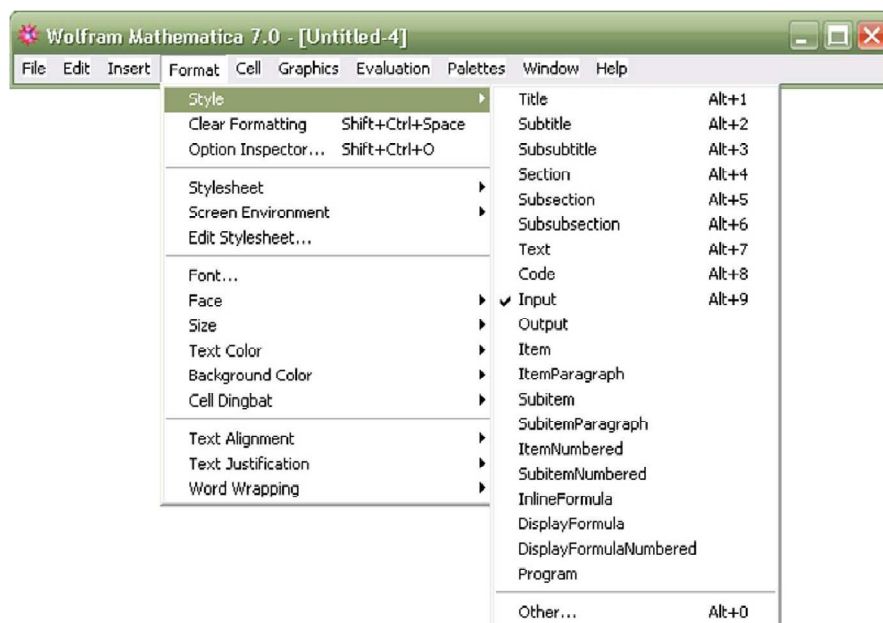 Wolfram Mathematica 7.0 - [Untitled-4]
File Edit Insert Format Cell Graphics Evaluation Palettes Window Help
Style
Clear Formatting Shift+Ctrl+Space
Option Inspector... Shift+Ctrl+O
Stylesheet
Screen Environment
Edit Stylesheet...
Font...
Face
Size
Text Color
Background Color
Cell Dingbat
Text Alignment
Text Justification
Word Wrapping
Title Alt+1
Subtitle Alt+2
Subsubtitle Alt+3
Section Alt+4
Subsection Alt+5
Subsubsection Alt+6
Text Alt+7
Code Alt+8
Input Alt+9
Output
Item
ItemParagraph
Subitem
SubitemParagraph
ItemNumbered
SubitemNumbered
InlineFormula
DisplayFormula
DisplayFormulaNumbered
Program
Other... Alt+0